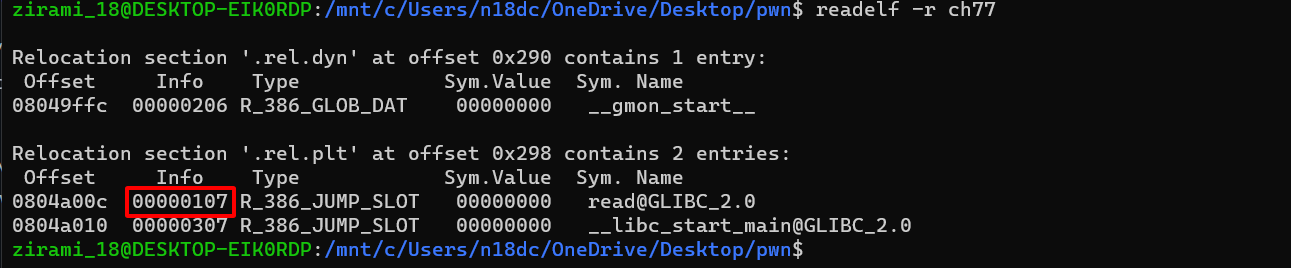 zirami_18@DESKTOP-EIK0RDP:/mnt/c/Users/n18dc/OneDrive/Desktop/pwn$ readelf -r ch77
Relocation section '.rel.dyn' at offset 0x290 contains 1 entry:
Offset     Info    Type            Sym.Value  Sym. Name
08049ffc  00000206 R_386_GLOB_DAT    00000000   __gmon_start__
Relocation section '.rel.plt' at offset 0x298 contains 2 entries:
Offset     Info    Type            Sym.Value  Sym. Name
0804a00c  00000107 R_386_JUMP_SLOT   00000000   read@GLIBC_2.0
0804a010  00000307 R_386_JUMP_SLOT   00000000   __libc_start_main@GLIBC_2.0
zirami_18@DESKTOP-EIK0RDP:/mnt/c/Users/n18dc/OneDrive/Desktop/pwn$